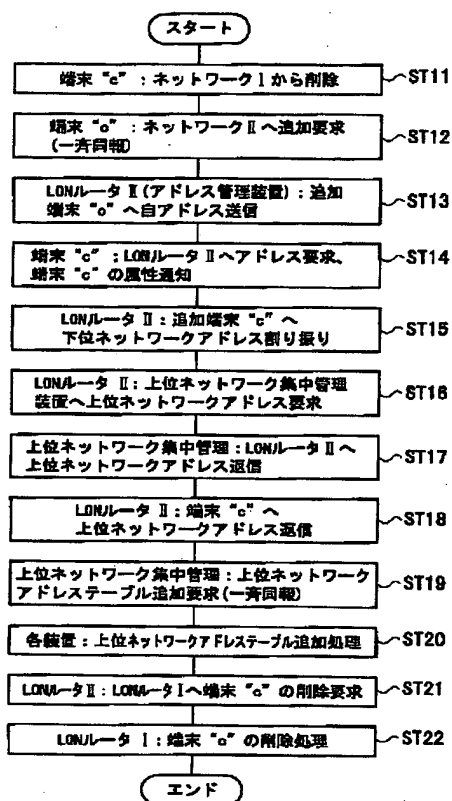 スタート
端末 “c” ：ネットワークⅠから削除
ST11
端末 “c” ：ネットワークⅡへ追加要求
(一斉同報)
ST12
LONルータⅡ(アドレス管理装置)：追加
端末 “c” へ自アドレス送信
ST13
端末 “c” ：LONルータⅡへアドレス要求、
端末 “c” の属性通知
ST14
LONルータ Ⅱ：追加端末 “c” へ
下位ネットワークアドレス割り振り
ST15
LONルータ Ⅱ：上位ネットワーク集中管理
装置へ上位ネットワークアドレス要求
ST16
上位ネットワーク集中管理：LONルータⅡへ
上位ネットワークアドレス返信
ST17
LONルータ Ⅱ：端末 “c” へ
上位ネットワークアドレス返信
ST18
上位ネットワーク集中管理：上位ネットワーク
アドレステーブル追加要求(一斉同報)
ST19
各装置：上位ネットワークアドレステーブル追加処理
ST20
LONルータⅡ：LONルータⅠへ端末 “c” の削除要求
ST21
LONルータ Ⅰ：端末 “c” の削除処理
ST22
エンド